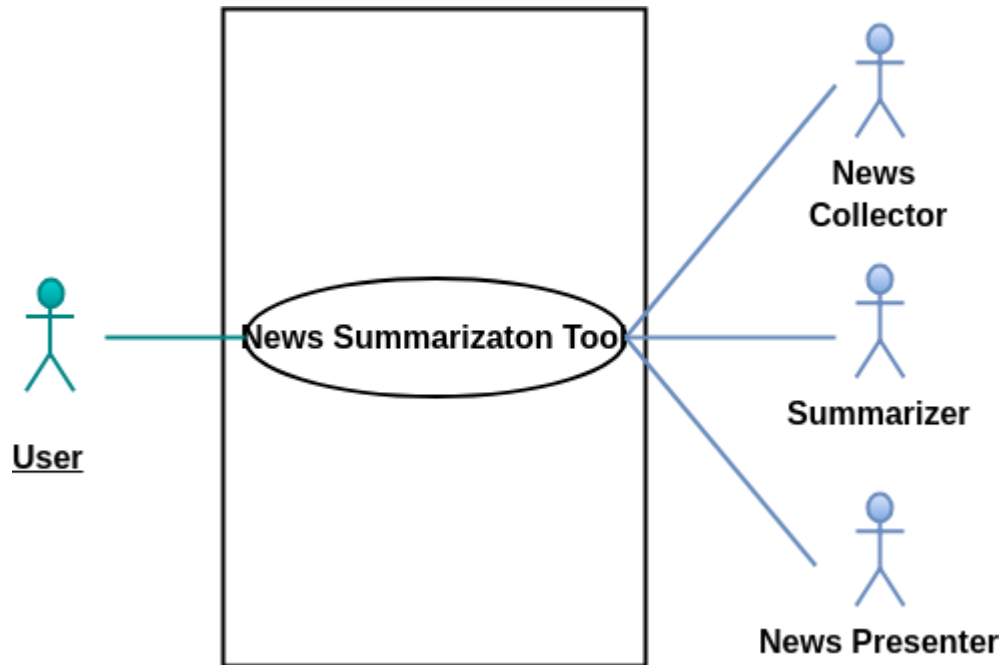 News
Collector
News Summarizaton Tool
Summarizer
User
News Presenter